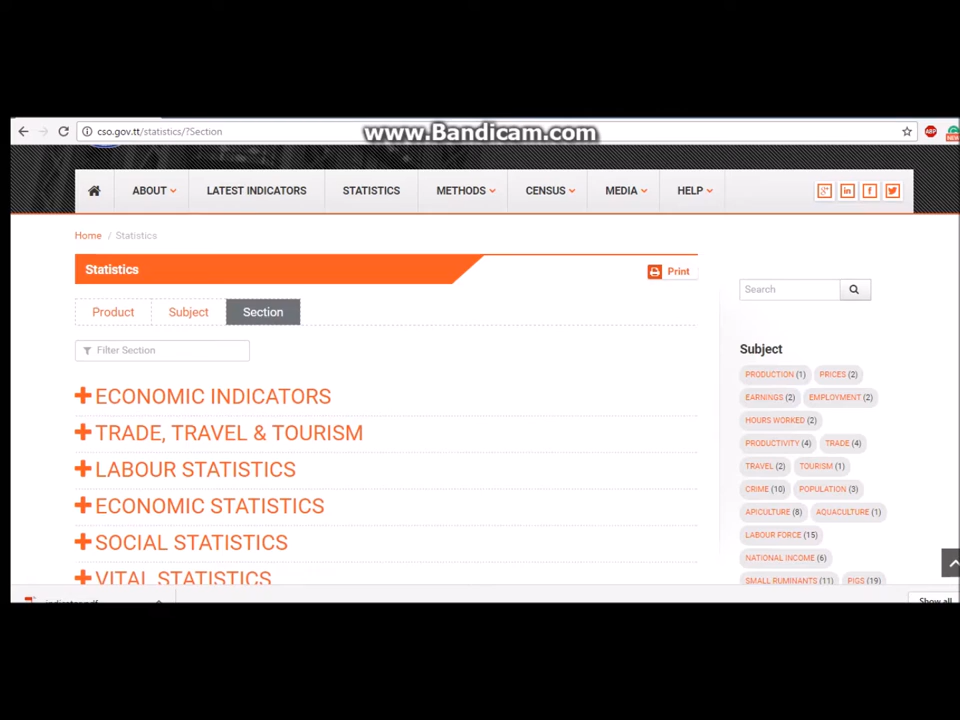 www.Bandicam.com
cso.gov.tt/statistics/?Section
ABP
NEW
ABOUT LATEST INDICATORS STATISTICS METHODS CENSUS MEDIA HELP
Home / Statistics
Statistics
Print
Product Subject Section
Search
Filter Section
Subject
ECONOMIC INDICATORS
TRADE, TRAVEL & TOURISM
LABOUR STATISTICS
ECONOMIC STATISTICS
SOCIAL STATISTICS
VITAL STATISTICS
PRODUCTION (1) PRICES (2)
EARNINGS (2) EMPLOYMENT (2)
HOURS WORKED (2)
PRODUCTIVITY (4) TRADE (4)
TRAVEL (2) TOURISM (1)
CRIME (10) POPULATION (3)
APICULTURE (8) AQUACULTURE (1)
LABOUR FORCE (15)
NATIONAL INCOME (6)
SMALL RUMINANTS (11) PIGS (19)
indicator.pdf
Show all